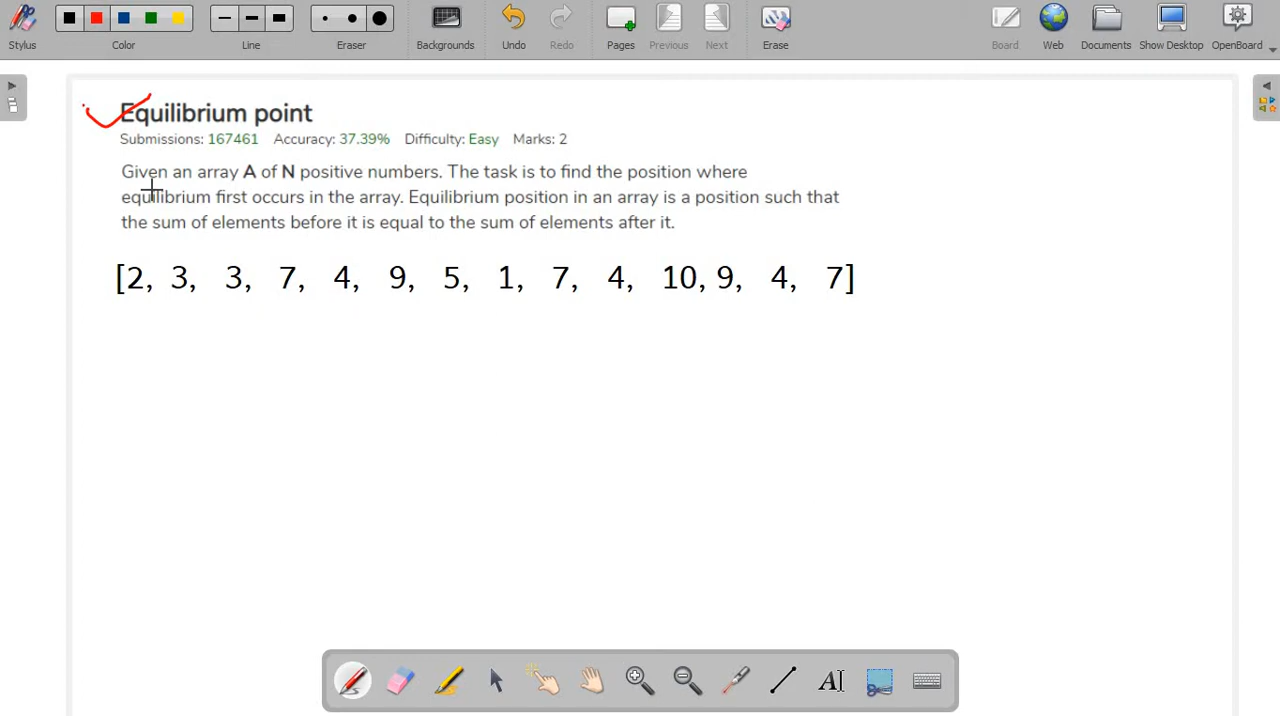 Stylus Color Line Eraser Backgrounds Undo Redo Pages Previous Next Erase Board Web Documents Show Desktop OpenBoard
Equilibrium point
Submissions: 167461 Accuracy: 37.39% Difficulty: Easy Marks: 2
Given an array A of N positive numbers. The task is to find the position where
equilibrium first occurs in the array. Equilibrium position in an array is a position such that
the sum of elements before it is equal to the sum of elements after it.
[2, 3, 3, 7, 4, 9, 5, 1, 7, 4, 10, 9, 4, 7]